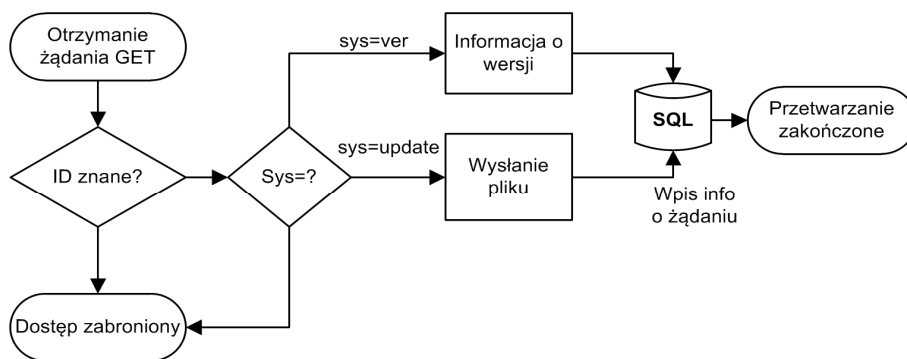 Otrzymanie
żądania GET
sys=ver
Informacja o
wersji
SQL
Przetwarzanie
zakończone
ID znane?
Sys=?
sys=update
Wysłanie
pliku
Wpis info
o żądaniu
Dostęp zabroniony